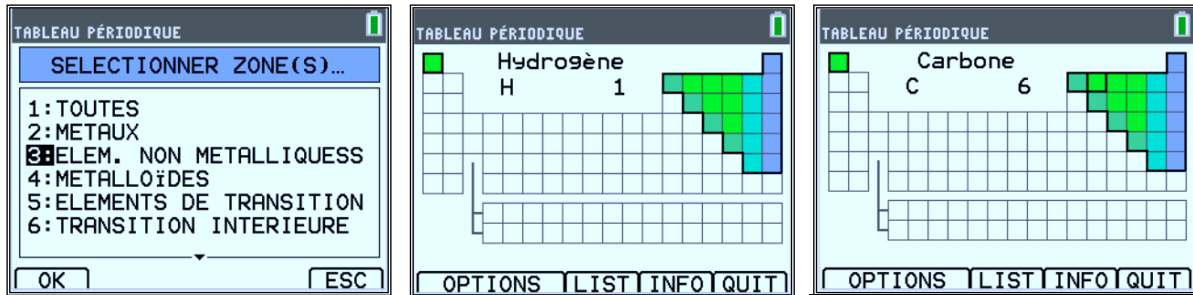 TABLEAU PÉRIODIQUE
SELECTIONNER ZONE(S)…
1:TOUTES
2:METAUX
3:ELEM. NON METALLIQUESS
4:METALLOÏDES
5:ELEMENTS DE TRANSITION
6:TRANSITION INTERIEURE
OK ESC
TABLEAU PÉRIODIQUE
Hydrogène
H 1
OPTIONS LIST INFO QUIT
TABLEAU PÉRIODIQUE
Carbone
C 6
OPTIONS LIST INFO QUIT